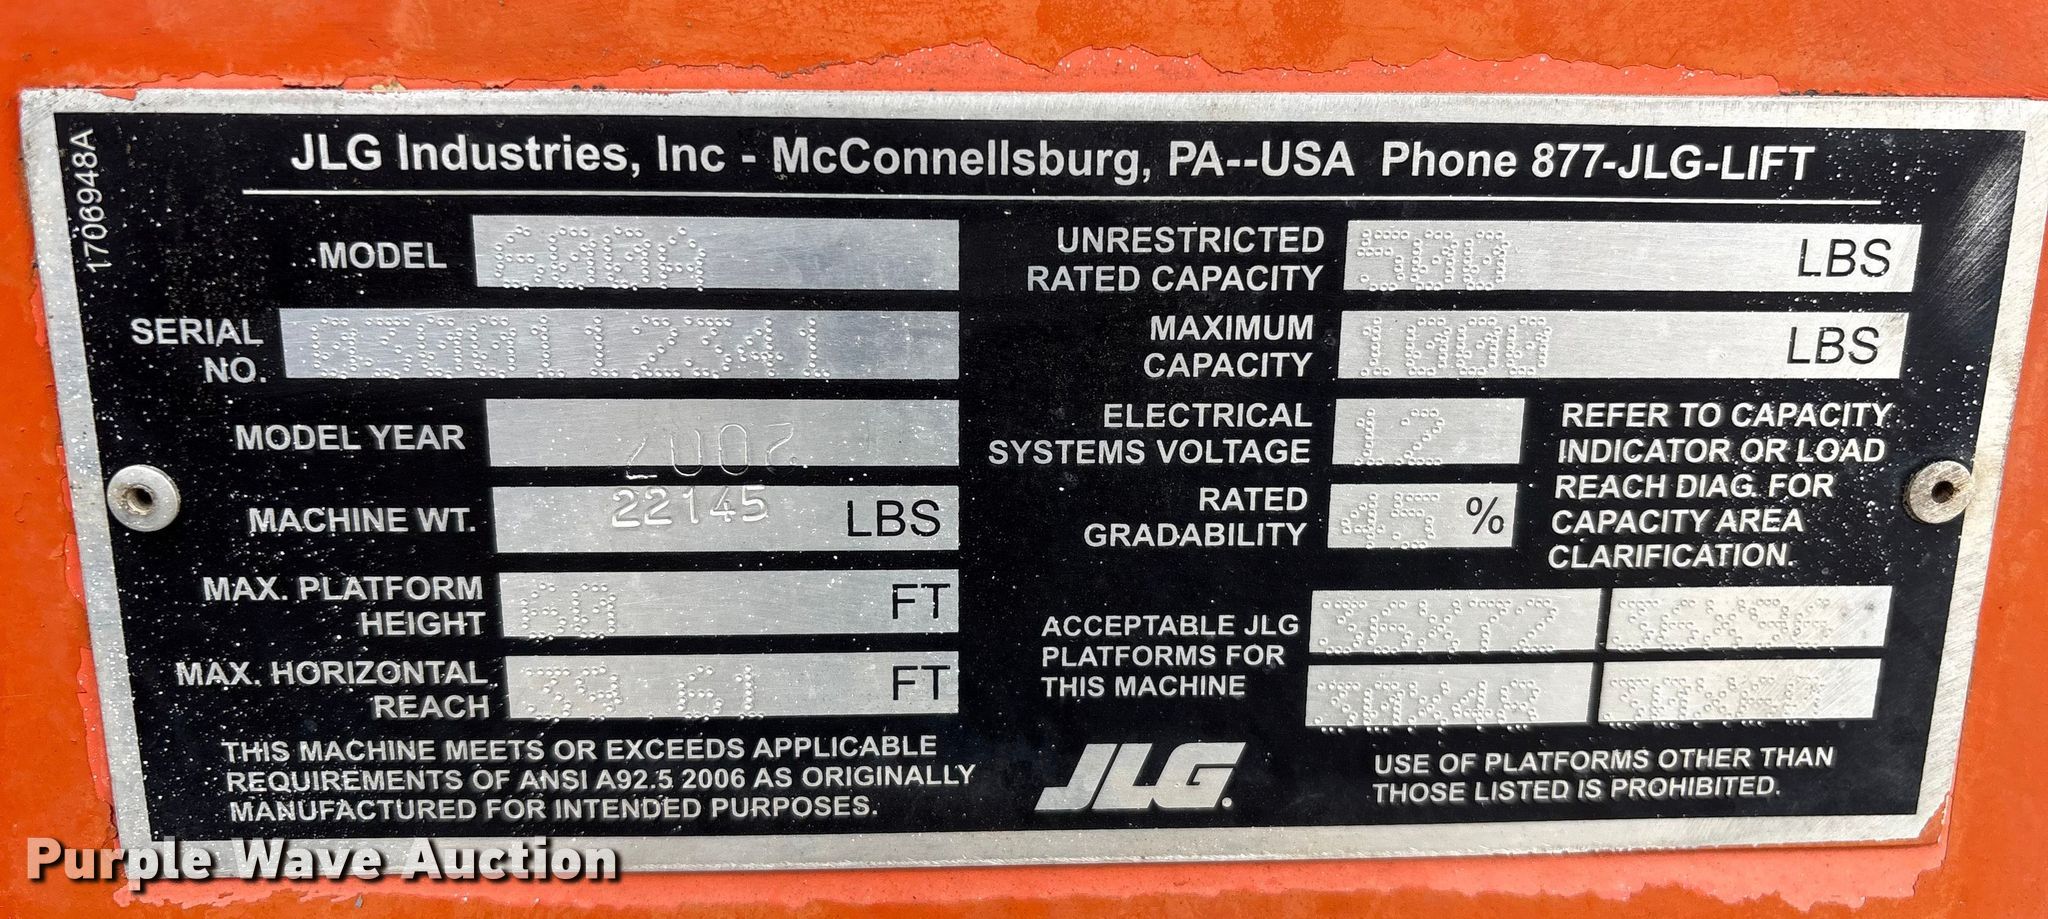 17069948A
JLG Industries, Inc - McConnellsburg, PA--USA Phone 877-JLG-LIFT
MODEL 600A
SERIAL NO. 0300112341
MODEL YEAR
MACHINE WT. 22145 LBS
MAX. PLATFORM HEIGHT 60 FT
MAX. HORIZONTAL REACH 39 61 FT
THIS MACHINE MEETS OR EXCEEDS APPLICABLE
REQUIREMENTS OF ANSI A92.5 2006 AS ORIGINALLY
MANUFACTURED FOR INTENDED PURPOSES.
UNRESTRICTED RATED CAPACITY 500 LBS
MAXIMUM CAPACITY 1000 LBS
ELECTRICAL SYSTEMS VOLTAGE 12
RATED GRADABILITY 45 %
REFER TO CAPACITY
INDICATOR OR LOAD
REACH DIAG. FOR
CAPACITY AREA
CLARIFICATION.
ACCEPTABLE JLG
PLATFORMS FOR
THIS MACHINE
36X72 36X96
30X48
JLG.
USE OF PLATFORMS OTHER THAN
THOSE LISTED IS PROHIBITED.
Purple Wave Auction